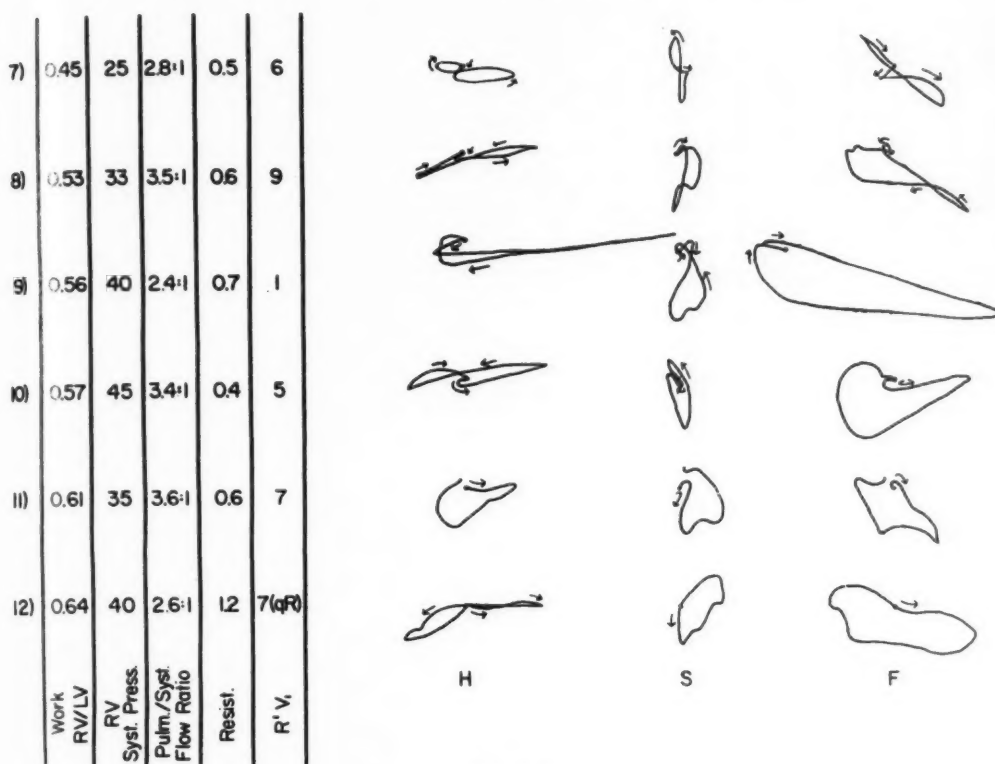 7) 0.45 25 2.8:1 0.5 6
8) 0.53 33 3.5:1 0.6 9
9) 0.56 40 2.4:1 0.7 1
10) 0.57 45 3.4:1 0.4 5
11) 0.61 35 3.6:1 0.6 7
12) 0.64 40 2.6:1 1.2 7(qR)
H S F
Work
RV/LV
RV
Syst. Press.
Pulm./Syst.
Flow Ratio
Resist.
R' V₁